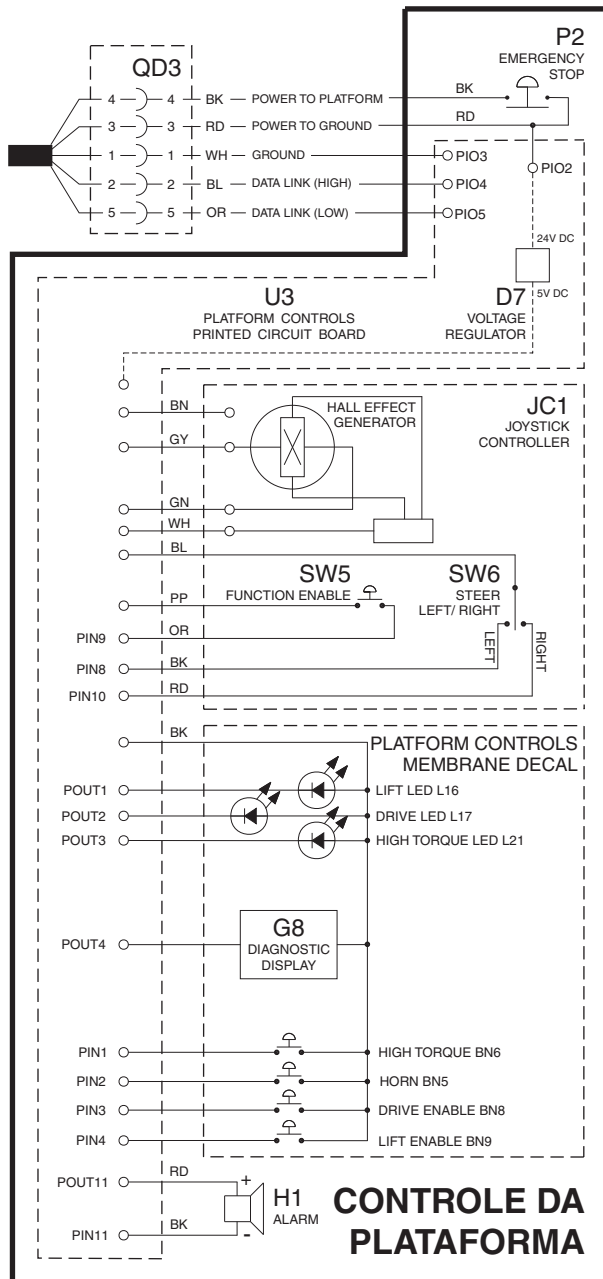 P2
EMERGENCY
STOP
QD3
4 4 BK POWER TO PLATFORM BK
3 3 RD POWER TO GROUND RD
1 1 WH GROUND PIO3
PIO2
2 2 BL DATA LINK (HIGH) PIO4
5 5 OR DATA LINK (LOW) PIO5
24V DC
U3
PLATFORM CONTROLS
PRINTED CIRCUIT BOARD
D7
VOLTAGE
REGULATOR
5V DC
BN
HALL EFFECT
GENERATOR
JC1
JOYSTICK
CONTROLLER
GY
GN
WH
BL
SW5
FUNCTION ENABLE
SW6
STEER
LEFT/ RIGHT
PP
PIN9 OR
LEFT
RIGHT
PIN8 BK
PIN10 RD
BK
PLATFORM CONTROLS
MEMBRANE DECAL
POUT1 LIFT LED L16
POUT2 DRIVE LED L17
POUT3 HIGH TORQUE LED L21
POUT4
G8
DIAGNOSTIC
DISPLAY
PIN1 HIGH TORQUE BN6
PIN2 HORN BN5
PIN3 DRIVE ENABLE BN8
PIN4 LIFT ENABLE BN9
POUT11 RD +
H1
ALARM
PIN11 BK -
CONTROLE DA
PLATAFORMA